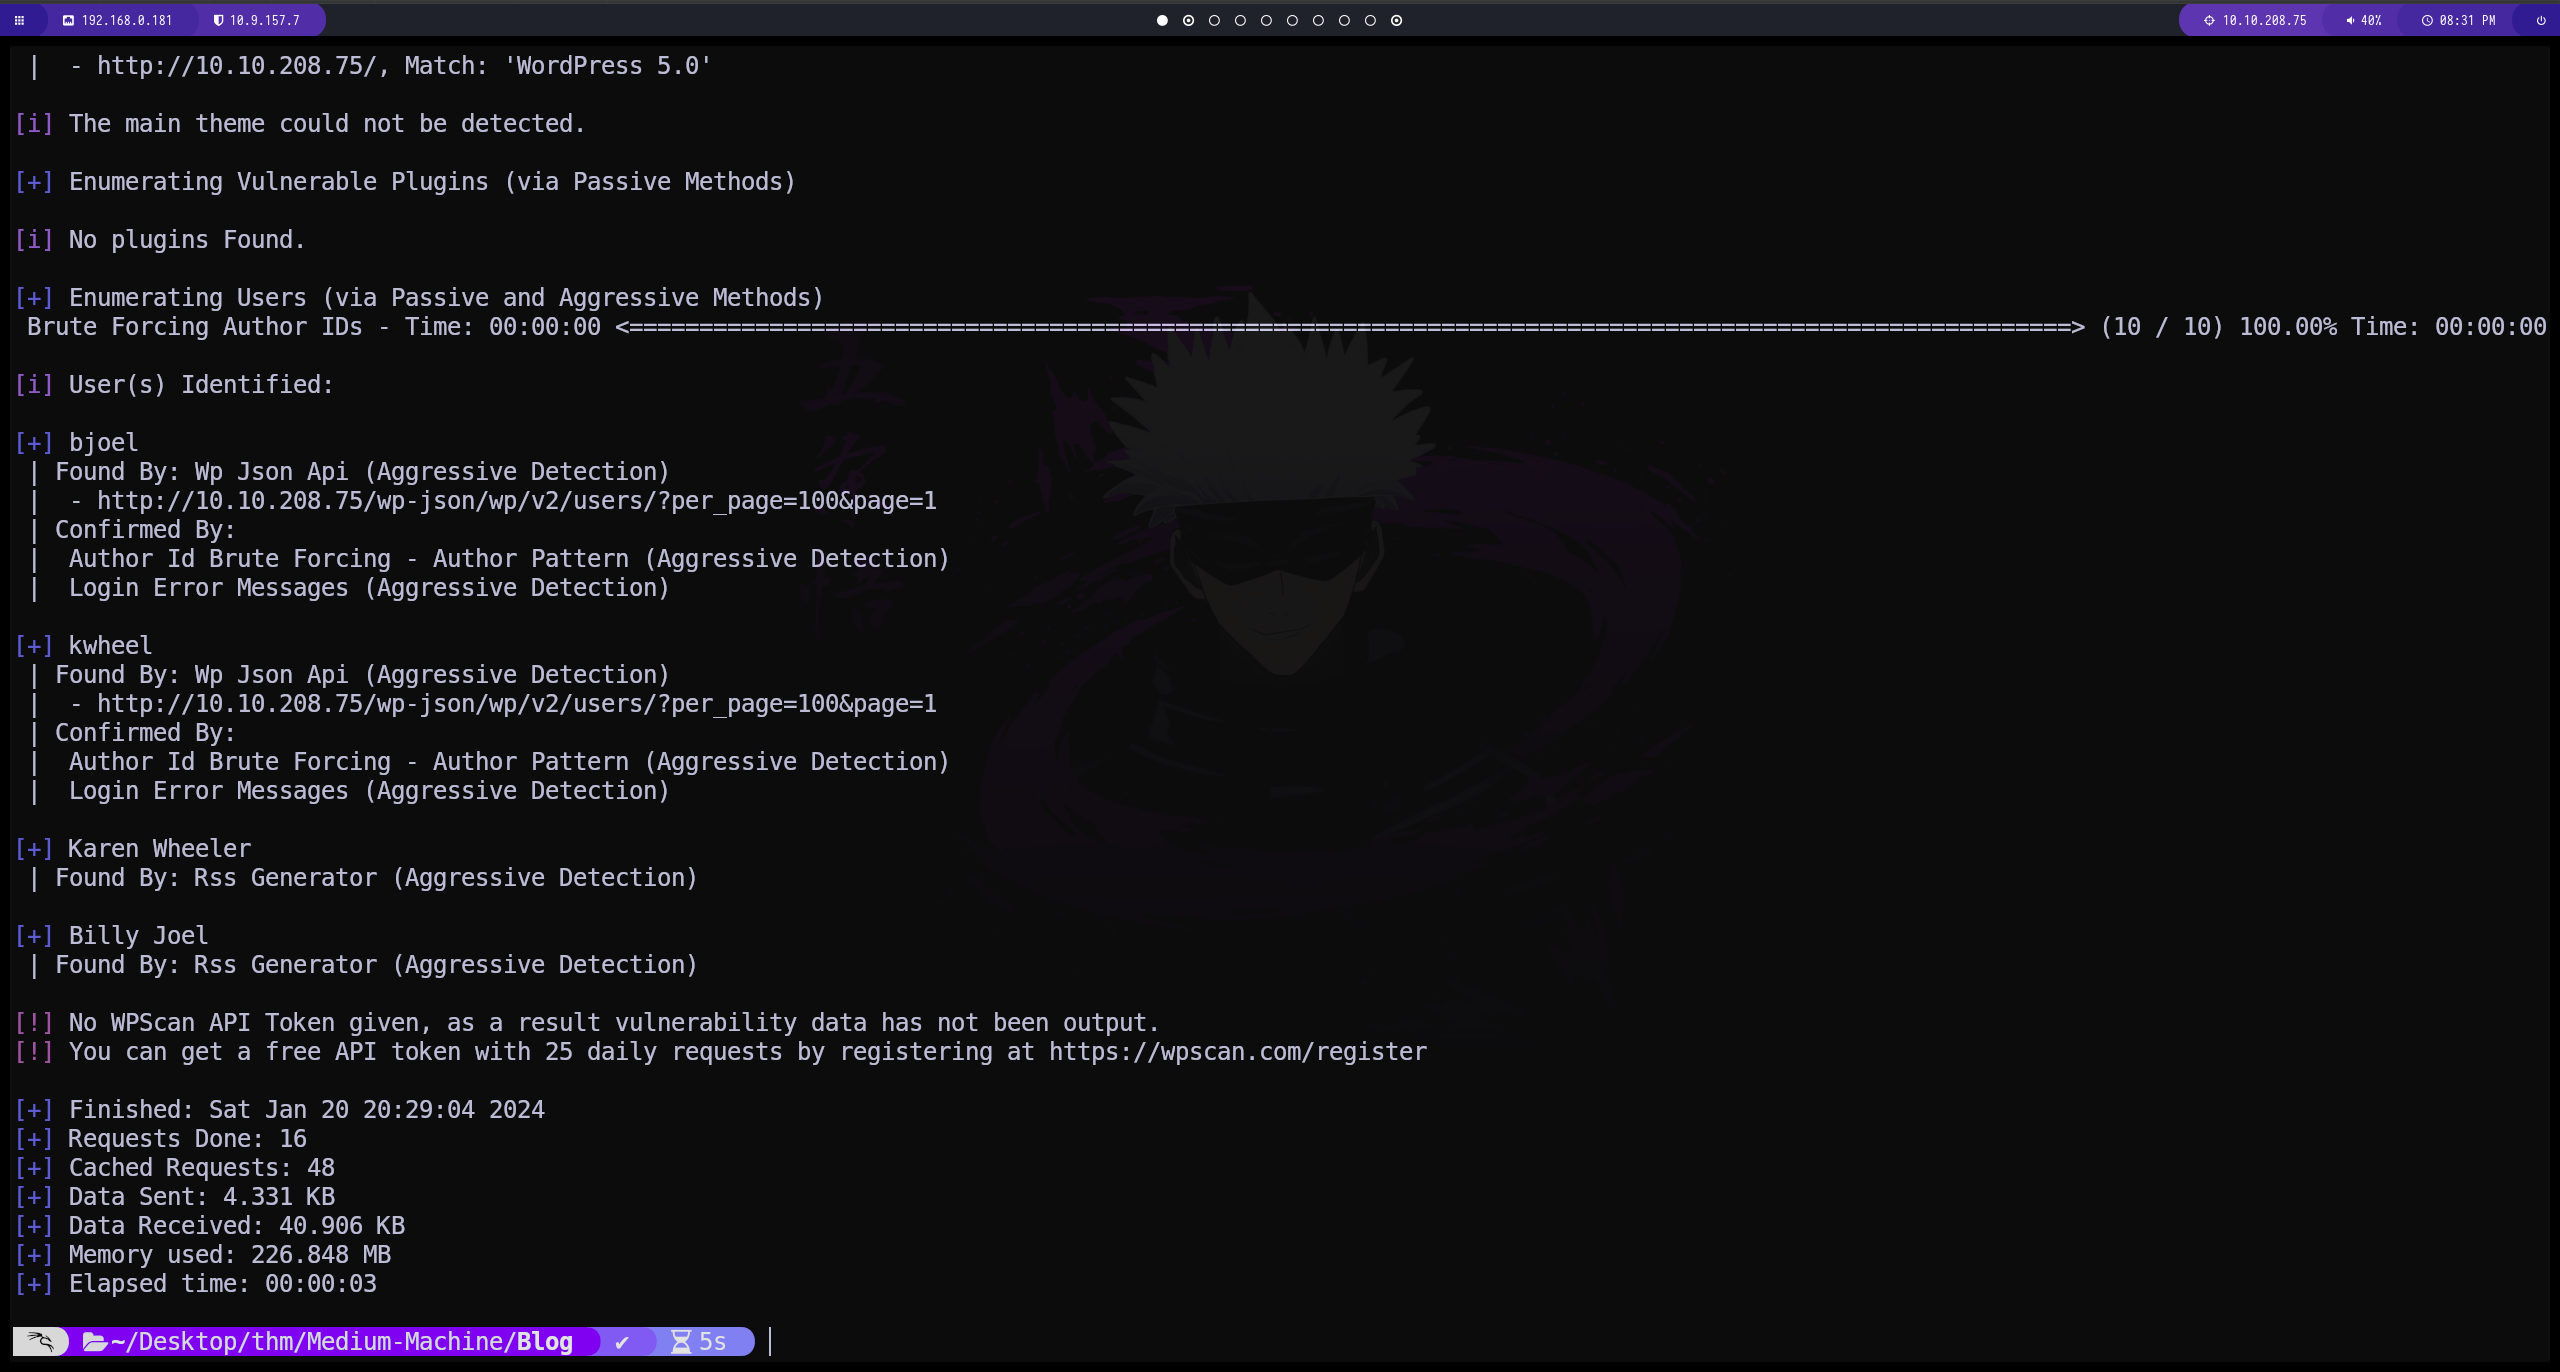 192.168.0.181 10.9.157.7 10.10.208.75 40% 08:31 PM
|  - http://10.10.208.75/, Match: 'WordPress 5.0'
[i] The main theme could not be detected.
[+] Enumerating Vulnerable Plugins (via Passive Methods)
[i] No plugins Found.
[+] Enumerating Users (via Passive and Aggressive Methods)
Brute Forcing Author IDs - Time: 00:00:00 <=======================================================================================================> (10 / 10) 100.00% Time: 00:00:00
[i] User(s) Identified:
[+] bjoel
| Found By: Wp Json Api (Aggressive Detection)
|  - http://10.10.208.75/wp-json/wp/v2/users/?per_page=100&page=1
| Confirmed By:
|  Author Id Brute Forcing - Author Pattern (Aggressive Detection)
|  Login Error Messages (Aggressive Detection)
[+] kwheel
| Found By: Wp Json Api (Aggressive Detection)
|  - http://10.10.208.75/wp-json/wp/v2/users/?per_page=100&page=1
| Confirmed By:
|  Author Id Brute Forcing - Author Pattern (Aggressive Detection)
|  Login Error Messages (Aggressive Detection)
[+] Karen Wheeler
| Found By: Rss Generator (Aggressive Detection)
[+] Billy Joel
| Found By: Rss Generator (Aggressive Detection)
[!] No WPScan API Token given, as a result vulnerability data has not been output.
[!] You can get a free API token with 25 daily requests by registering at https://wpscan.com/register
[+] Finished: Sat Jan 20 20:29:04 2024
[+] Requests Done: 16
[+] Cached Requests: 48
[+] Data Sent: 4.331 KB
[+] Data Received: 40.906 KB
[+] Memory used: 226.848 MB
[+] Elapsed time: 00:00:03
~/Desktop/thm/Medium-Machine/Blog ✔ 5s
五
条
悟